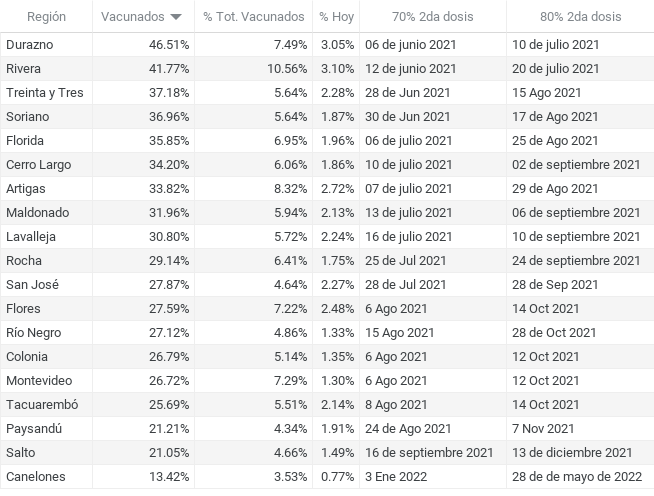 Región Vacunados % Tot. Vacunados % Hoy 70% 2da dosis 80% 2da dosis
Durazno 46.51% 7.49% 3.05% 06 de junio 2021 10 de julio 2021
Rivera 41.77% 10.56% 3.10% 12 de junio 2021 20 de julio 2021
Treinta y Tres 37.18% 5.64% 2.28% 28 de Jun 2021 15 Ago 2021
Soriano 36.96% 5.64% 1.87% 30 de Jun 2021 17 de Ago 2021
Florida 35.85% 6.95% 1.96% 06 de julio 2021 25 de Ago 2021
Cerro Largo 34.20% 6.06% 1.86% 10 de julio 2021 02 de septiembre 2021
Artigas 33.82% 8.32% 2.72% 07 de julio 2021 29 de Ago 2021
Maldonado 31.96% 5.94% 2.13% 13 de julio 2021 06 de septiembre 2021
Lavalleja 30.80% 5.72% 2.24% 16 de julio 2021 10 de septiembre 2021
Rocha 29.14% 6.41% 1.75% 25 de Jul 2021 24 de septiembre 2021
San José 27.87% 4.64% 2.27% 28 de Jul 2021 28 de Sep 2021
Flores 27.59% 7.22% 2.48% 6 Ago 2021 14 Oct 2021
Río Negro 27.12% 4.86% 1.33% 15 Ago 2021 28 de Oct 2021
Colonia 26.79% 5.14% 1.35% 6 Ago 2021 12 Oct 2021
Montevideo 26.72% 7.29% 1.30% 6 Ago 2021 12 Oct 2021
Tacuarembó 25.69% 5.51% 2.14% 8 Ago 2021 14 Oct 2021
Paysandú 21.21% 4.34% 1.91% 24 de Ago 2021 7 Nov 2021
Salto 21.05% 4.66% 1.49% 16 de septiembre 2021 13 de diciembre 2021
Canelones 13.42% 3.53% 0.77% 3 Ene 2022 28 de de mayo de 2022